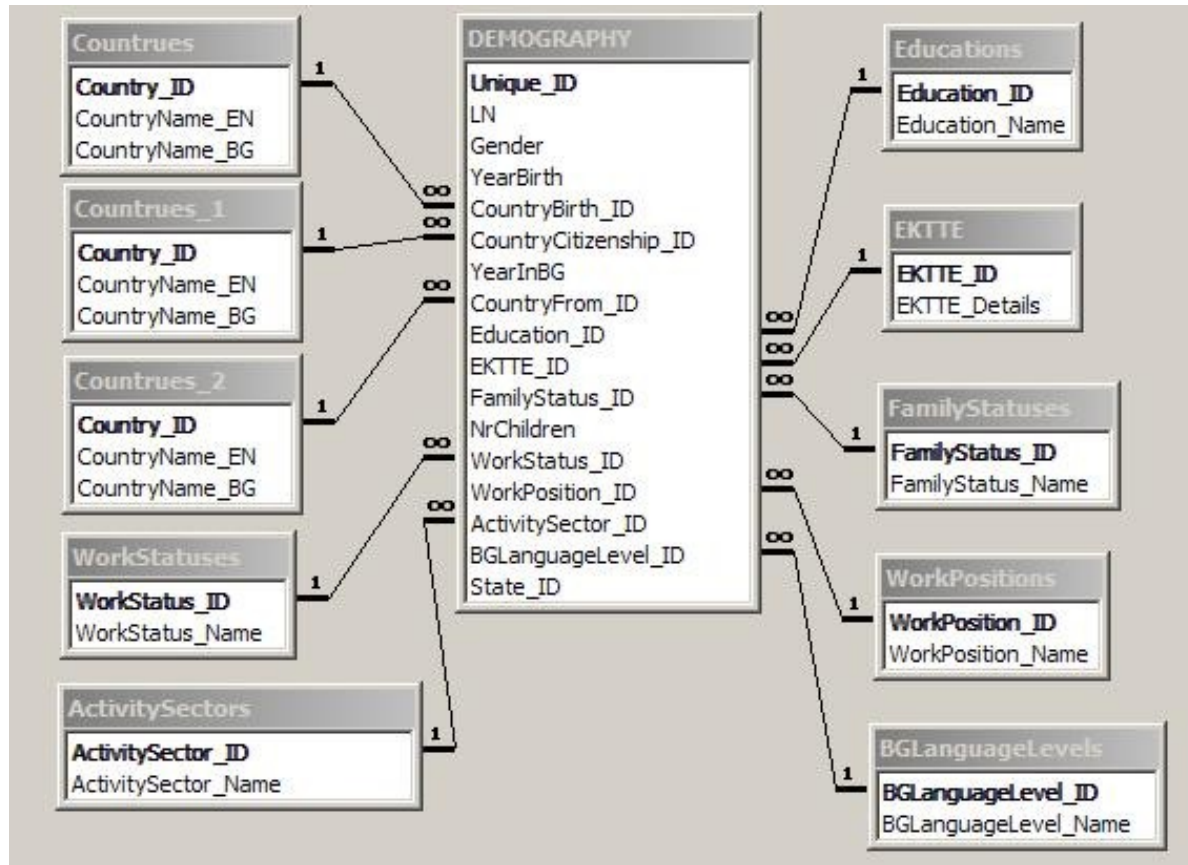 Countrues
Country_ID
CountryName_EN
CountryName_BG
1
Countrues_1
Country_ID
CountryName_EN
CountryName_BG
1
Countrues_2
Country_ID
CountryName_EN
CountryName_BG
1
WorkStatuses
WorkStatus_ID
WorkStatus_Name
1
ActivitySectors
ActivitySector_ID
ActivitySector_Name
1
DEMOGRAPHY
Unique_ID
LN
Gender
YearBirth
CountryBirth_ID
CountryCitizenship_ID
YearInBG
CountryFrom_ID
Education_ID
EKTTE_ID
FamilyStatus_ID
NrChildren
WorkStatus_ID
WorkPosition_ID
ActivitySector_ID
BGLanguageLevel_ID
State_ID
∞
∞
∞
∞
∞
∞
∞
∞
∞
∞
Educations
Education_ID
Education_Name
1
EKTTE
EKTTE_ID
EKTTE_Details
1
FamilyStatuses
FamilyStatus_ID
FamilyStatus_Name
1
WorkPositions
WorkPosition_ID
WorkPosition_Name
1
BGLanguageLevels
BGLanguageLevel_ID
BGLanguageLevel_Name
1